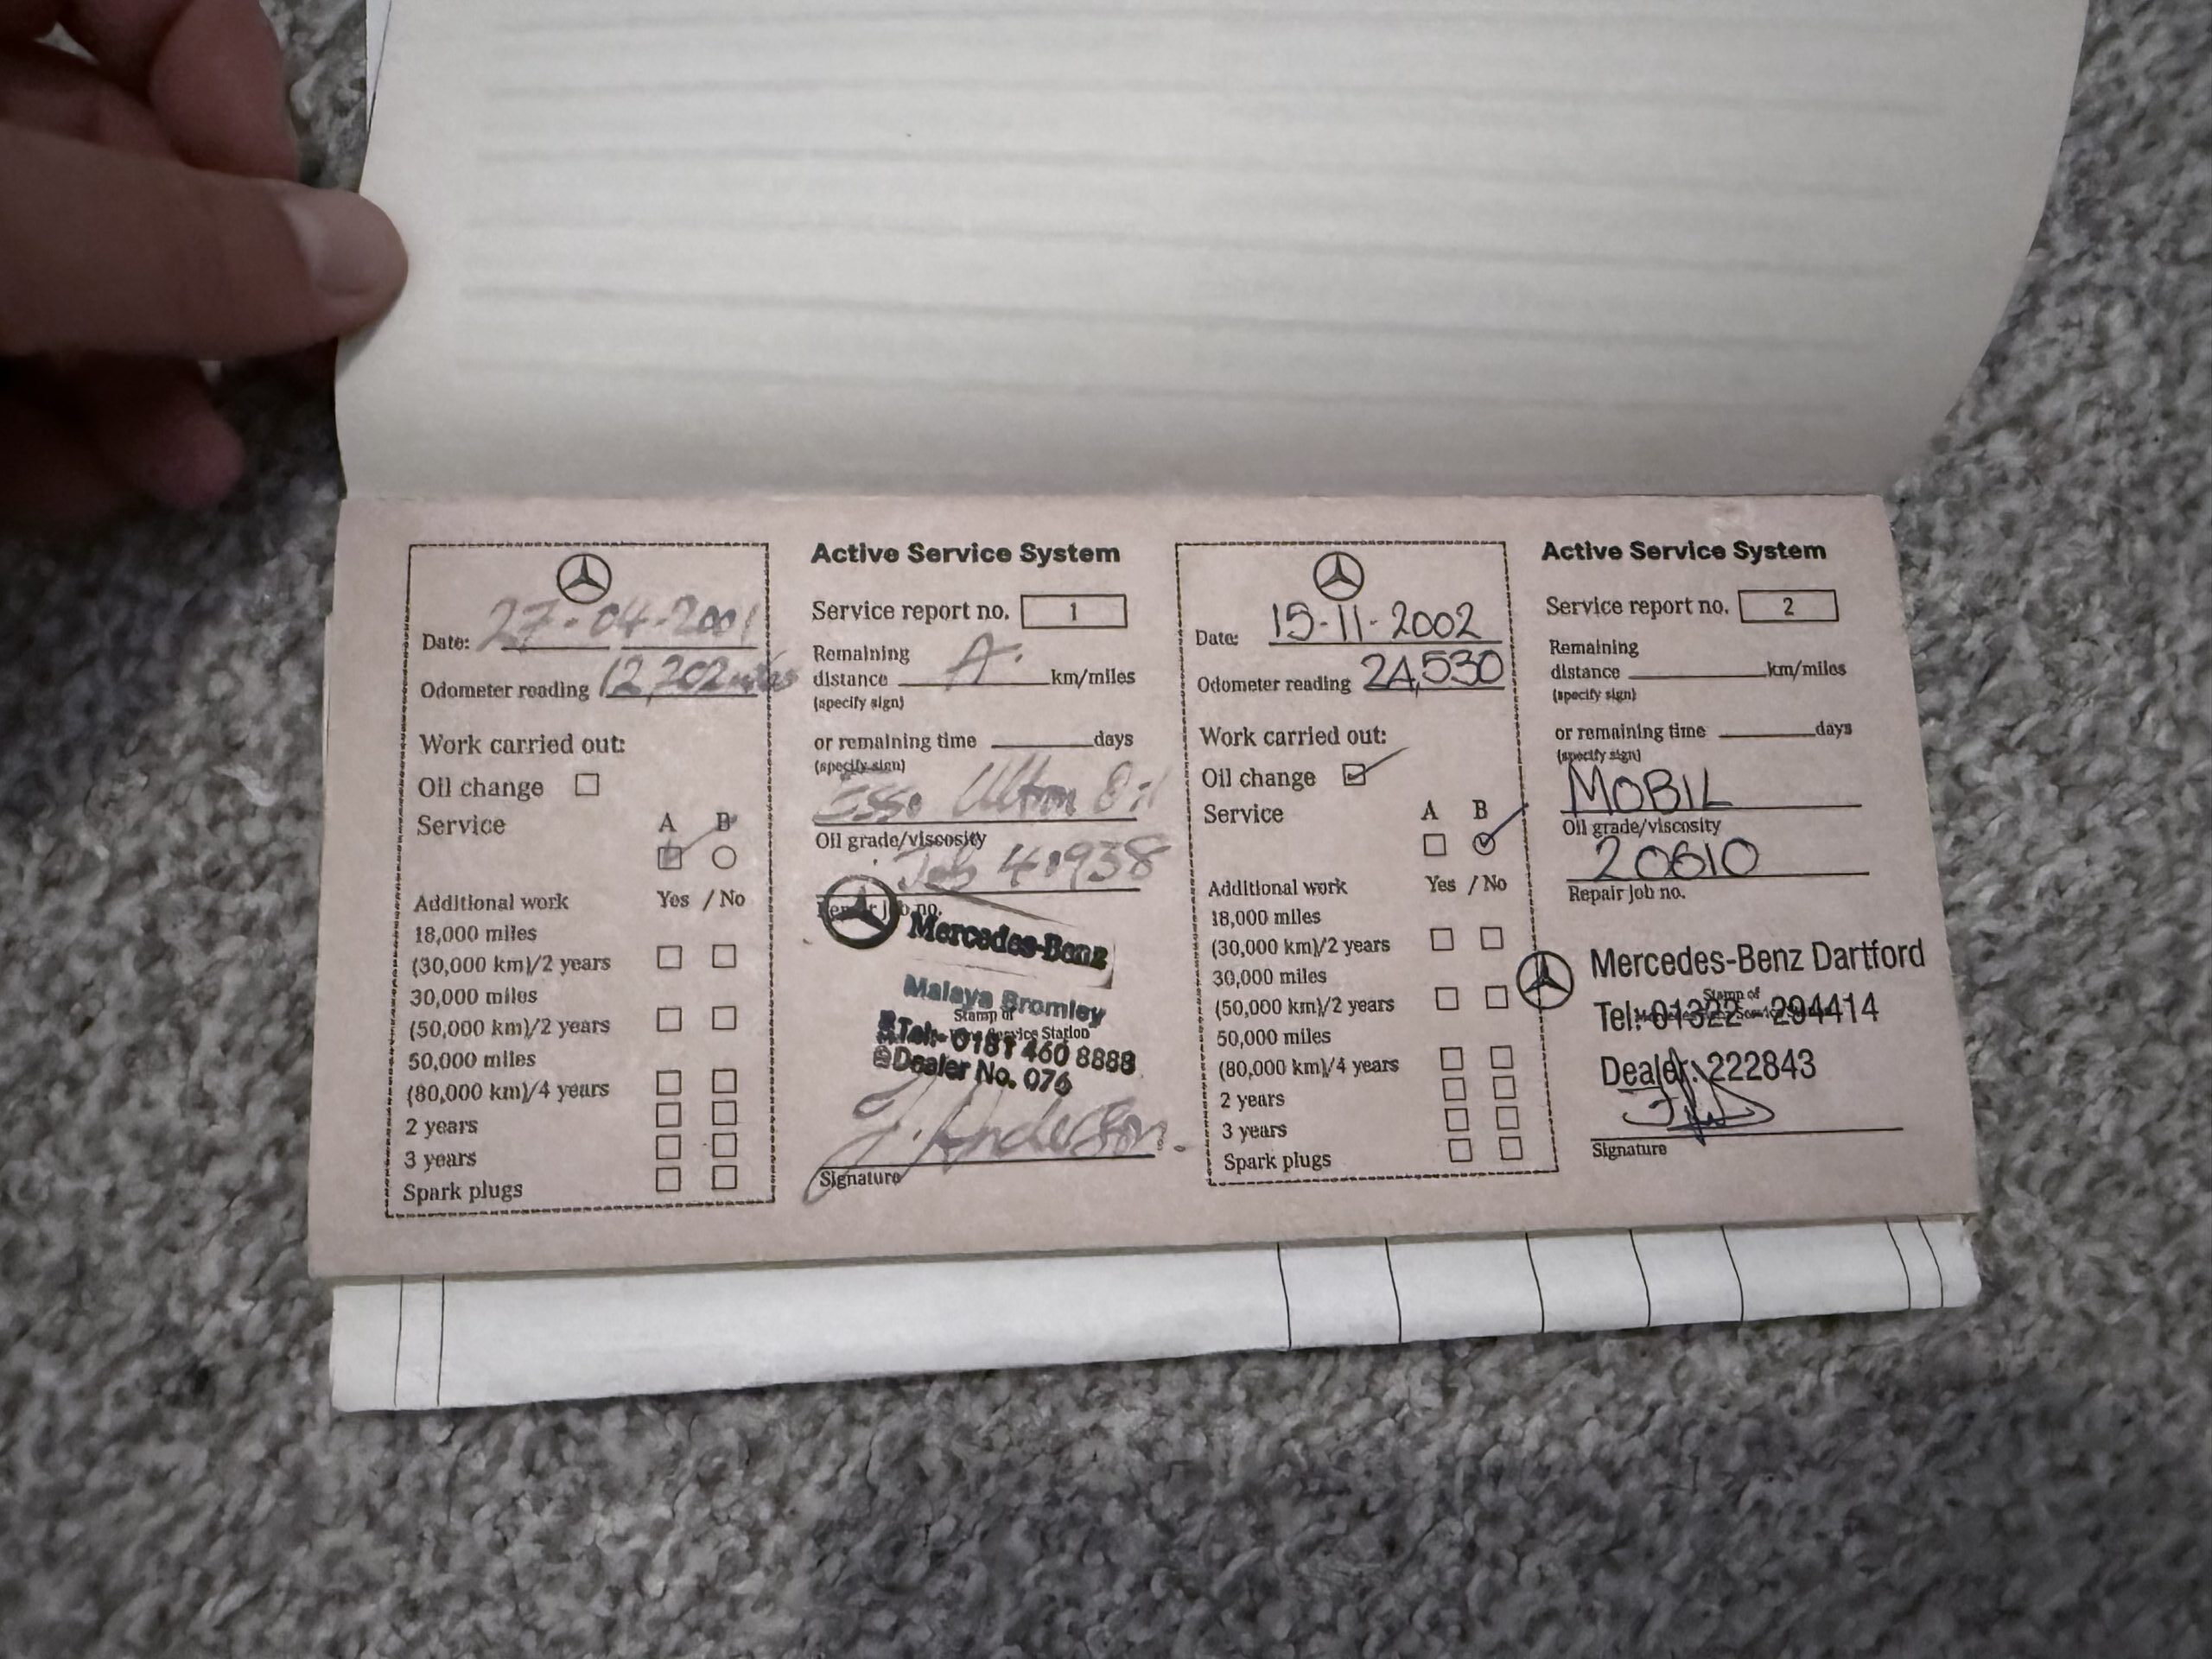 Date: 27-04-2001
Odometer reading 12,702 miles
Work carried out:
Oil change
Service A B
Additional work Yes / No
18,000 miles
(30,000 km)/2 years
30,000 miles
(50,000 km)/2 years
50,000 miles
(80,000 km)/4 years
2 years
3 years
Spark plugs
Active Service System
Service report no. 1
Remaining
distance A. km/miles
(specify sign)
or remaining time days
(specify sign)
Esso Ultron Oil
Oil grade/viscosity
Job 41938
Repair job no.
Mercedes-Benz
Malaya Bromley
Stamp of
Service Station
Tel:- 0181 460 8888
Dealer No. 076
J. Anderson.
Signature
Date: 15-11-2002
Odometer reading 24,530
Work carried out:
Oil change
Service A B
Additional work Yes / No
18,000 miles
(30,000 km)/2 years
30,000 miles
(50,000 km)/2 years
50,000 miles
(80,000 km)/4 years
2 years
3 years
Spark plugs
Active Service System
Service report no. 2
Remaining
distance km/miles
(specify sign)
or remaining time days
(specify sign)
MOBIL
Oil grade/viscosity
20610
Repair job no.
Mercedes-Benz Dartford
Stamp of
Tel: 01322 294414
Dealer: 222843
Signature